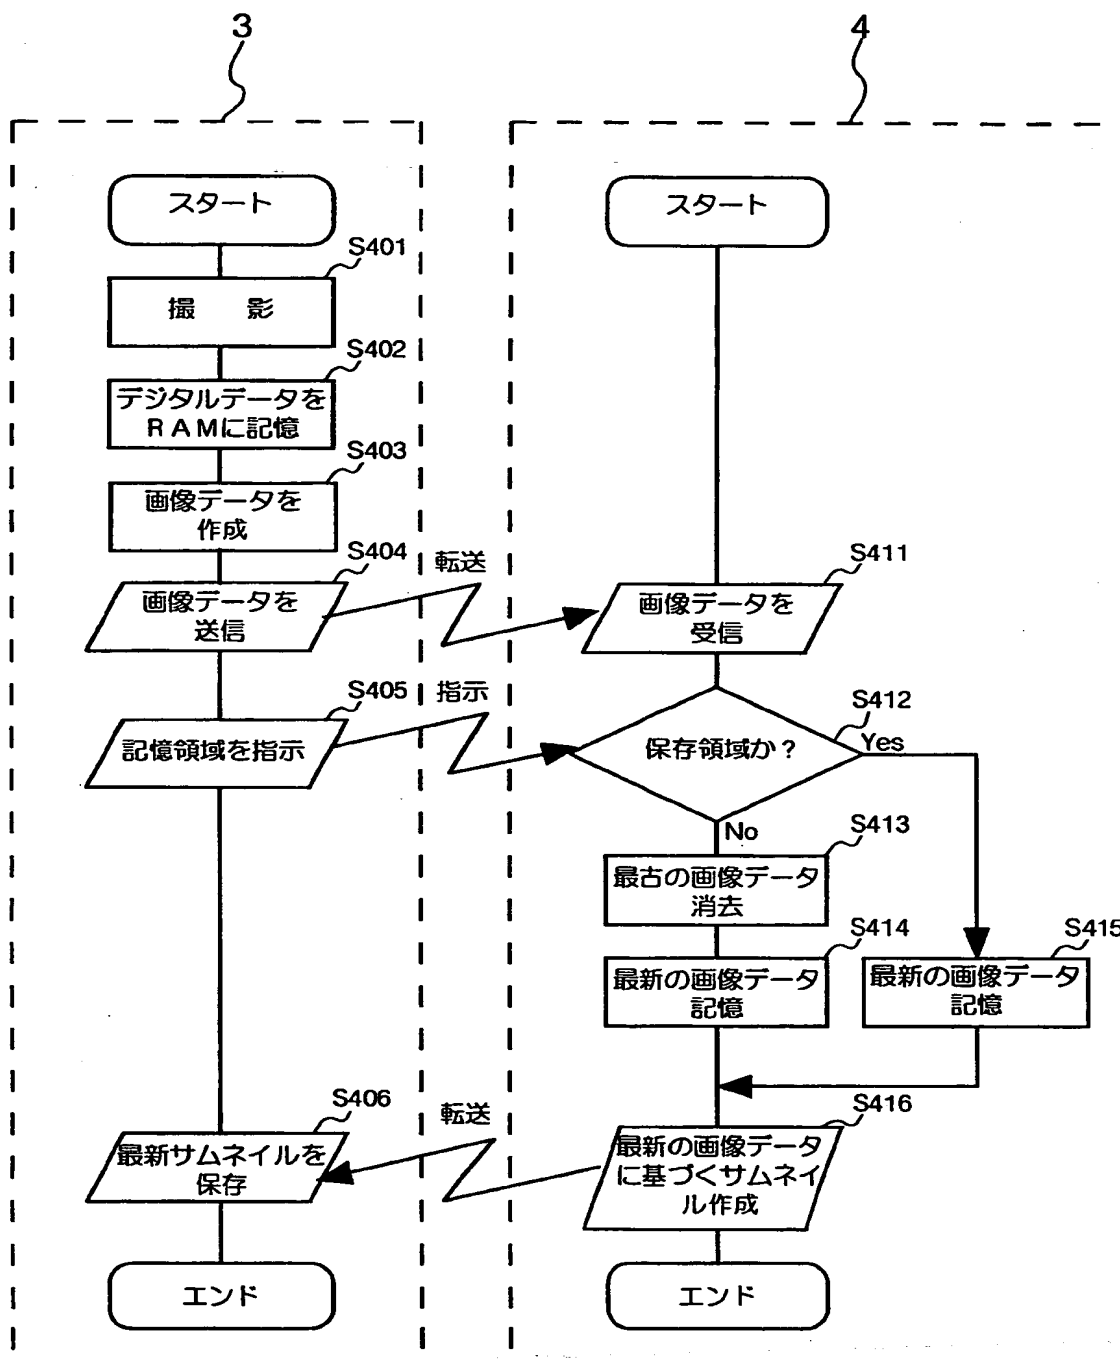 3
4
スタート
S401
撮 影
S402
デジタルデータを
RAMに記憶
S403
画像データを
作成
S404
画像データを
送信
転送
S405
記憶領域を指示
指示
S406
最新サムネイルを
保存
転送
エンド
スタート
S411
画像データを
受信
S412
保存領域か？
Yes
No
S413
最古の画像データ
消去
S414
最新の画像データ
記憶
S415
最新の画像データ
記憶
S416
最新の画像データ
に基づくサムネイ
ル作成
エンド